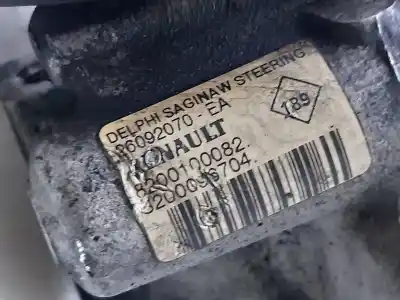 DELPHI SAGINAW STEERING
26092070 - EA
189
RENAULT
8200100082.
8200096704.